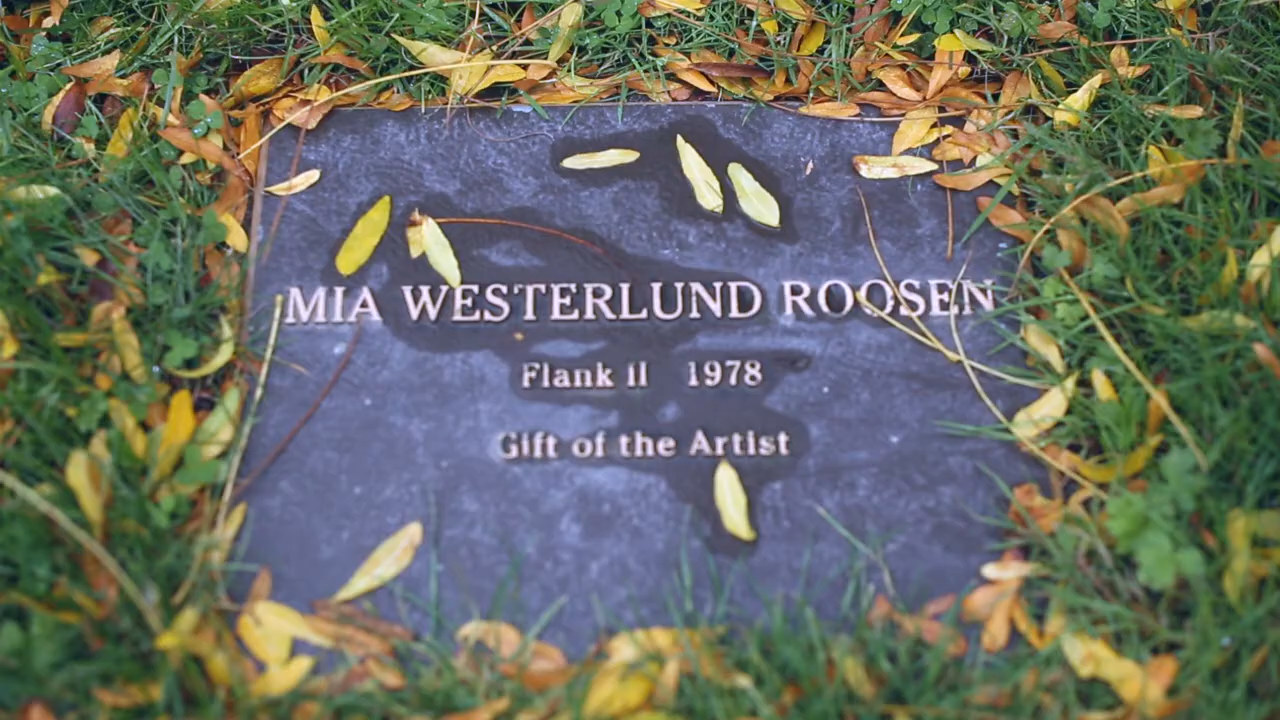 MIA WESTERLUND ROOSEN
Flank II 1978
Gift of the Artist